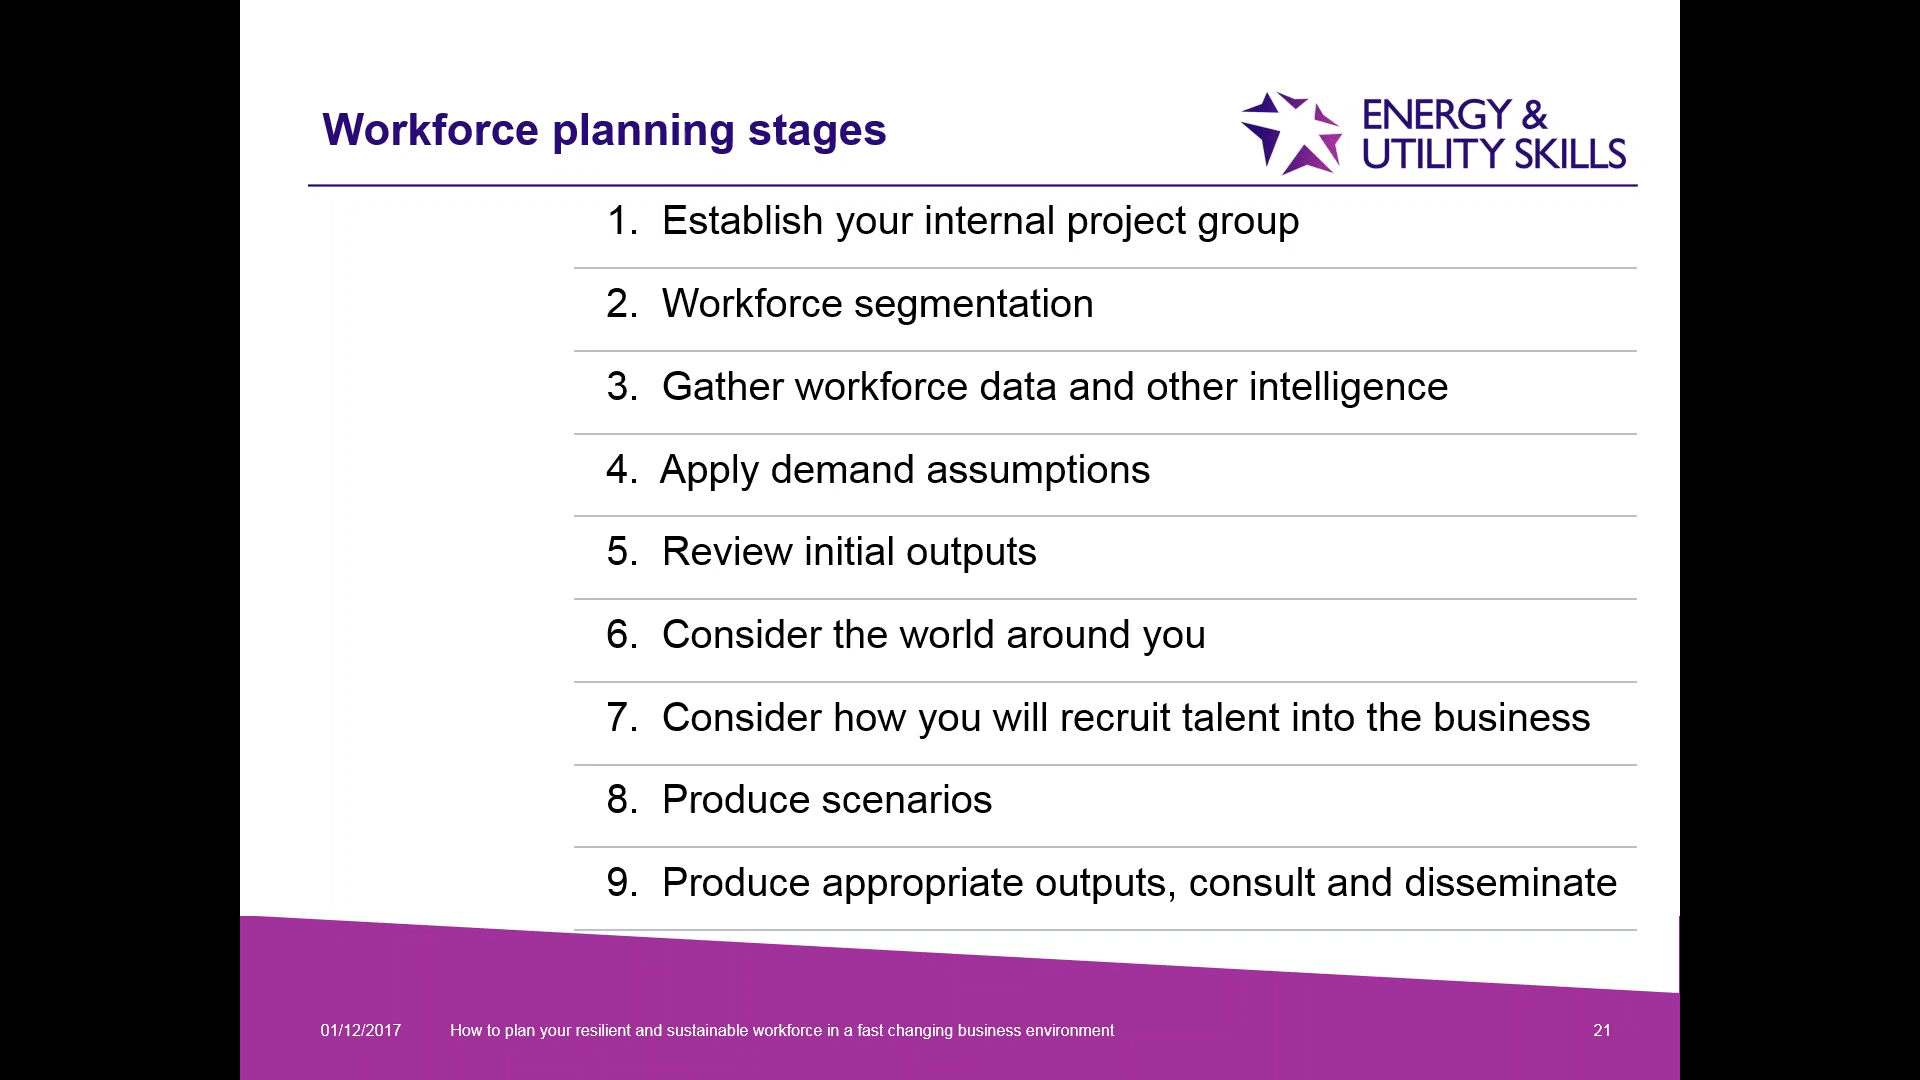 Workforce planning stages
ENERGY &
UTILITY SKILLS
1. Establish your internal project group
2. Workforce segmentation
3. Gather workforce data and other intelligence
4. Apply demand assumptions
5. Review initial outputs
6. Consider the world around you
7. Consider how you will recruit talent into the business
8. Produce scenarios
9. Produce appropriate outputs, consult and disseminate
01/12/2017 How to plan your resilient and sustainable workforce in a fast changing business environment 21